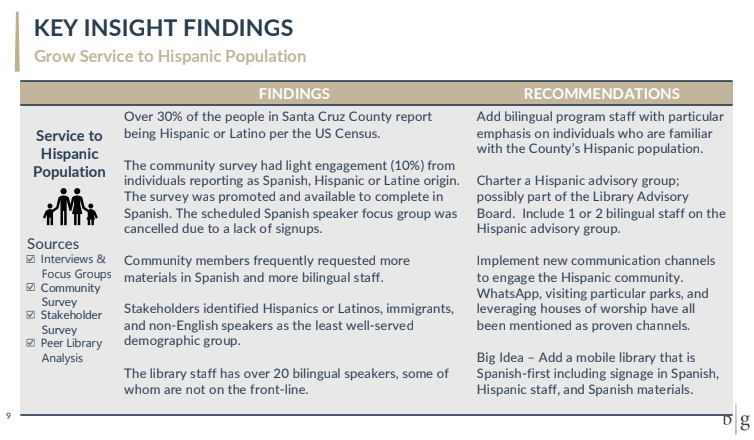 KEY INSIGHT FINDINGS
Grow Service to Hispanic Population
FINDINGS
RECOMMENDATIONS
Service to
Hispanic
Population
Sources
☑ Interviews &
Focus Groups
☑ Community
Survey
☑ Stakeholder
Survey
☑ Peer Library
Analysis
Over 30% of the people in Santa Cruz County report
being Hispanic or Latino per the US Census.
The community survey had light engagement (10%) from
individuals reporting as Spanish, Hispanic or Latine origin.
The survey was promoted and available to complete in
Spanish. The scheduled Spanish speaker focus group was
cancelled due to a lack of signups.
Community members frequently requested more
materials in Spanish and more bilingual staff.
Stakeholders identified Hispanics or Latinos, immigrants,
and non-English speakers as the least well-served
demographic group.
The library staff has over 20 bilingual speakers, some of
whom are not on the front-line.
Add bilingual program staff with particular
emphasis on individuals who are familiar
with the County's Hispanic population.
Charter a Hispanic advisory group;
possibly part of the Library Advisory
Board. Include 1 or 2 bilingual staff on the
Hispanic advisory group.
Implement new communication channels
to engage the Hispanic community.
WhatsApp, visiting particular parks, and
leveraging houses of worship have all
been mentioned as proven channels.
Big Idea – Add a mobile library that is
Spanish-first including signage in Spanish,
Hispanic staff, and Spanish materials.
9
b g